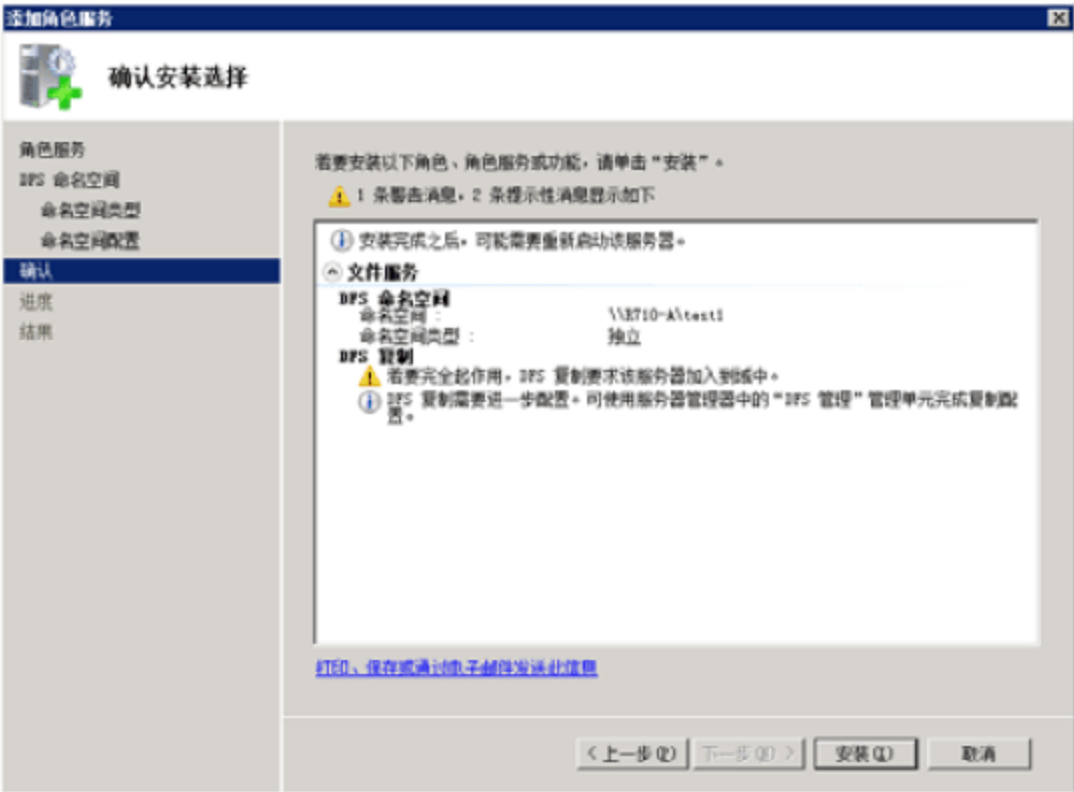 添加角色服务
确认安装选择
角色服务
DFS 命名空间
命名空间类型
命名空间配置
确认
进度
结果
若要安装以下角色、角色服务或功能，请单击“安装”。
1 条警告消息，2 条提示性消息显示如下
安装完成之后，可能需要重新启动该服务器。
文件服务
DFS 命名空间
命名空间 : \\R710-A\test1
命名空间类型 : 独立
DFS 复制
若要完全起作用，DFS 复制要求该服务器加入到域中。
DFS 复制需要进一步配置。可使用服务器管理器中的“DFS 管理”管理单元完成复制配
置。
打印、保存或通过电子邮件发送此信息
< 上一步(P) 下一步(N) > 安装(I) 取消